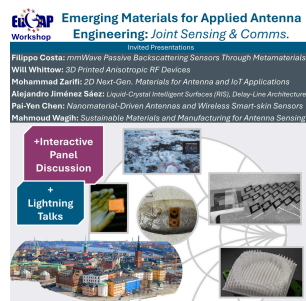 EuCAP
Workshop
Emerging Materials for Applied Antenna
Engineering: Joint Sensing & Comms.
Invited Presentations
Filippo Costa: mmWave Passive Backscattering Sensors Through Metamaterials
Will Whittow: 3D Printed Anisotropic RF Devices
Mohammad Zarifi: 2D Next-Gen. Materials for Antenna and IoT Applications
Alejandro Jiménez Sáez: Liquid-Crystal Intelligent Surfaces (RIS), Delay-Line Architecture
Pai-Yen Chen: Nanomaterial-Driven Antennas and Wireless Smart-skin Sensors
Mahmoud Wagih: Sustainable Materials and Manufacturing for Antenna Sensing
+Interactive
Panel
Discussion
+
Lightning
Talks